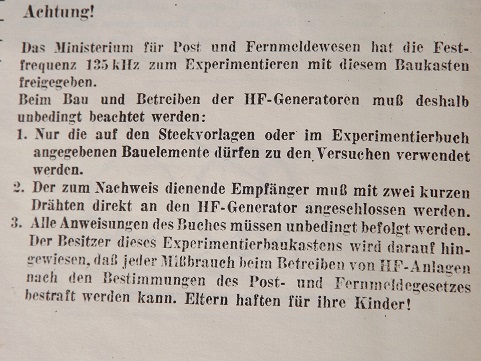 Achtung!
Das Ministerium für Post und Fernmeldewesen hat die Fest-
frequenz 135 kHz zum Experimentieren mit diesem Baukasten
freigegeben.
Beim Bau und Betreiben der HF-Generatoren muß deshalb
unbedingt beachtet werden:
1. Nur die auf den Steckvorlagen oder im Experimentierbuch
angegebenen Bauelemente dürfen zu den Versuchen verwendet
werden.
2. Der zum Nachweis dienende Empfänger muß mit zwei kurzen
Drähten direkt an den HF-Generator angeschlossen werden.
3. Alle Anweisungen des Buches müssen unbedingt befolgt werden.
Der Besitzer dieses Experimentierbaukastens wird darauf hin-
gewiesen, daß jeder Mißbrauch beim Betreiben von HF-Anlagen
nach den Bestimmungen des Post- und Fernmeldegesetzes
bestraft werden kann. Eltern haften für ihre Kinder!